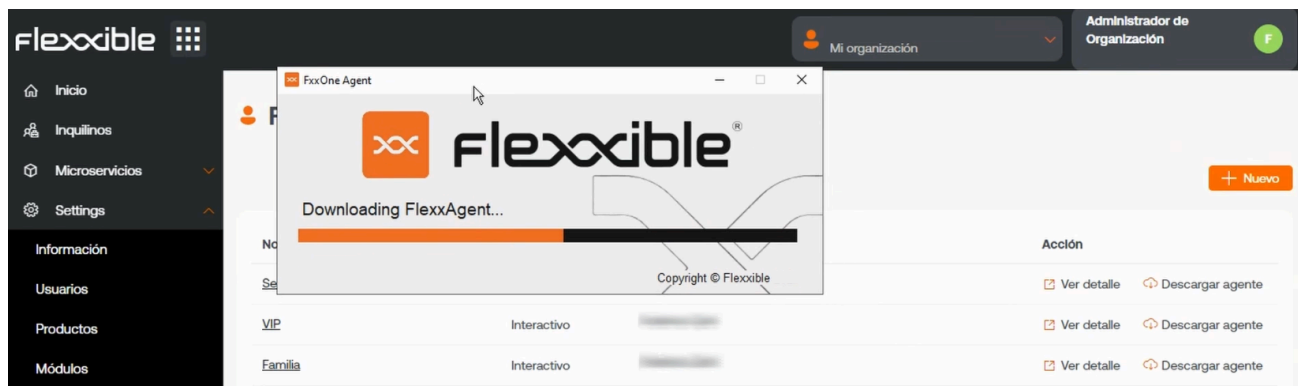 Flexxible
Mi organización
Administrador de
Organización
F
Inicio
Inquilinos
Microservicios
Settings
Información
Usuarios
Productos
Módulos
FxxOne Agent
Flexxible®
Downloading FlexxAgent...
Copyright © Flexxible
F
+ Nuevo
No
Acción
Se
Ver detalle
Descargar agente
VIP
Interactivo
Ver detalle
Descargar agente
Familia
Interactivo
Ver detalle
Descargar agente